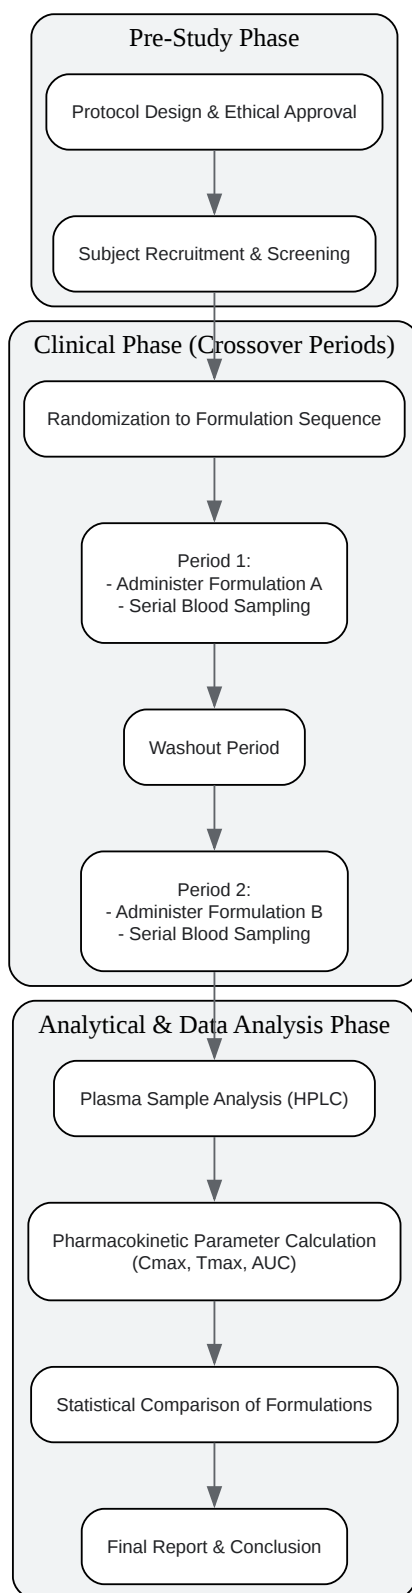 Pre-Study Phase
Protocol Design & Ethical Approval
Subject Recruitment & Screening
Clinical Phase (Crossover Periods)
Randomization to Formulation Sequence
Period 1:
- Administer Formulation A
- Serial Blood Sampling
Washout Period
Period 2:
- Administer Formulation B
- Serial Blood Sampling
Analytical & Data Analysis Phase
Plasma Sample Analysis (HPLC)
Pharmacokinetic Parameter Calculation
(Cmax, Tmax, AUC)
Statistical Comparison of Formulations
Final Report & Conclusion